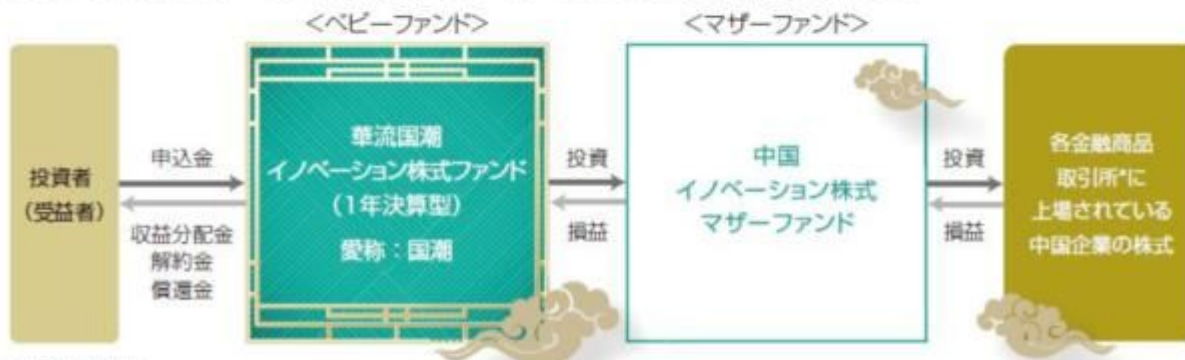 <ベビーファンド>
<マザーファンド>
投資者
(受益者)
申込金
収益分配金
解約金
償還金
華流国潮
イノベーション株式ファンド
(1年決算型)
愛称:国潮
投資
損益
中国
イノベーション株式
マザーファンド
投資
損益
各金融商品
取引所*に
上場されている
中国企業の株式